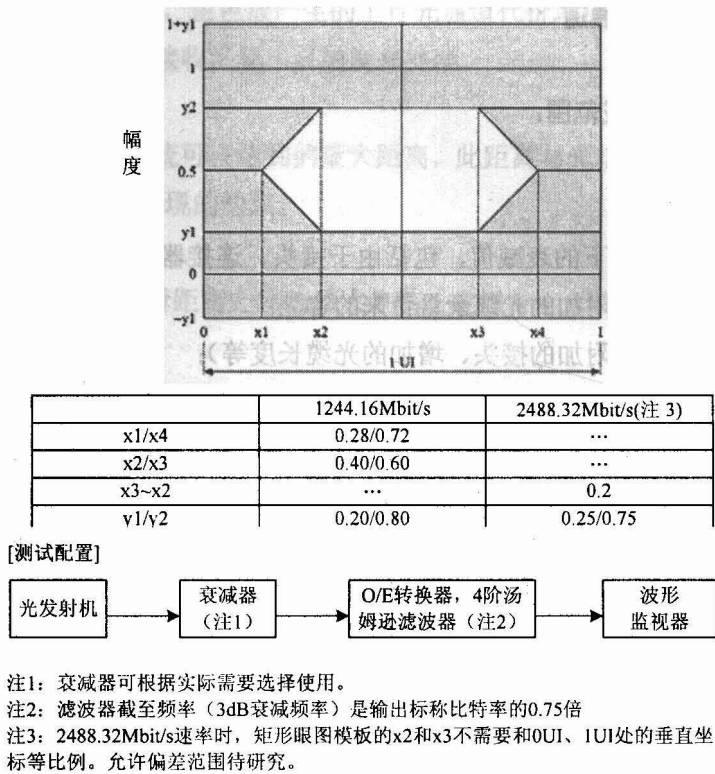 1+y1
1
y2
幅
度
0.5
y1
0
−y1
0 x1 x2 x3 x4 1
1 UI
1244.16Mbit/s 2488.32Mbit/s(注 3)
x1/x4 0.28/0.72 …
x2/x3 0.40/0.60 …
x3~x2 … 0.2
y1/y2 0.20/0.80 0.25/0.75
[测试配置]
光发射机
衰减器
（注1）
O/E转换器，4阶汤
姆逊滤波器（注2）
波形
监视器
注1：衰减器可根据实际需要选择使用。
注2：滤波器截至频率（3dB衰减频率）是输出标称比特率的0.75倍
注3：2488.32Mbit/s速率时，矩形眼图模板的x2和x3不需要和0UI、1UI处的垂直坐
标等比例。允许偏差范围待研究。